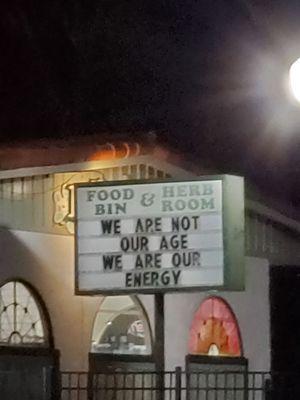 FOOD BIN & HERB ROOM
WE ARE NOT
OUR AGE
WE ARE OUR
ENERGY